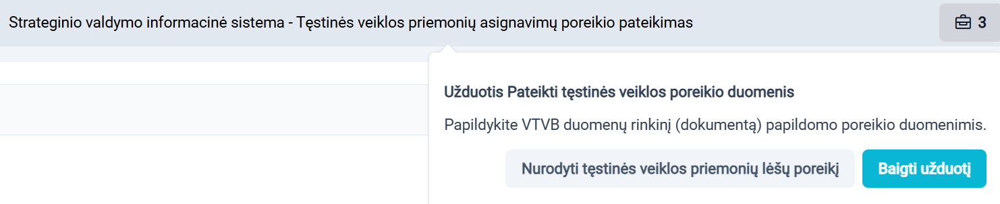 Strateginio valdymo informacinė sistema - Tęstinės veiklos priemonių asignavimų poreikio pateikimas
3
Užduotis Pateikti tęstinės veiklos poreikio duomenis
Papildykite VTVB duomenų rinkinį (dokumentą) papildomo poreikio duomenimis.
Nurodyti tęstinės veiklos priemonių lėšų poreikį
Baigti užduotį